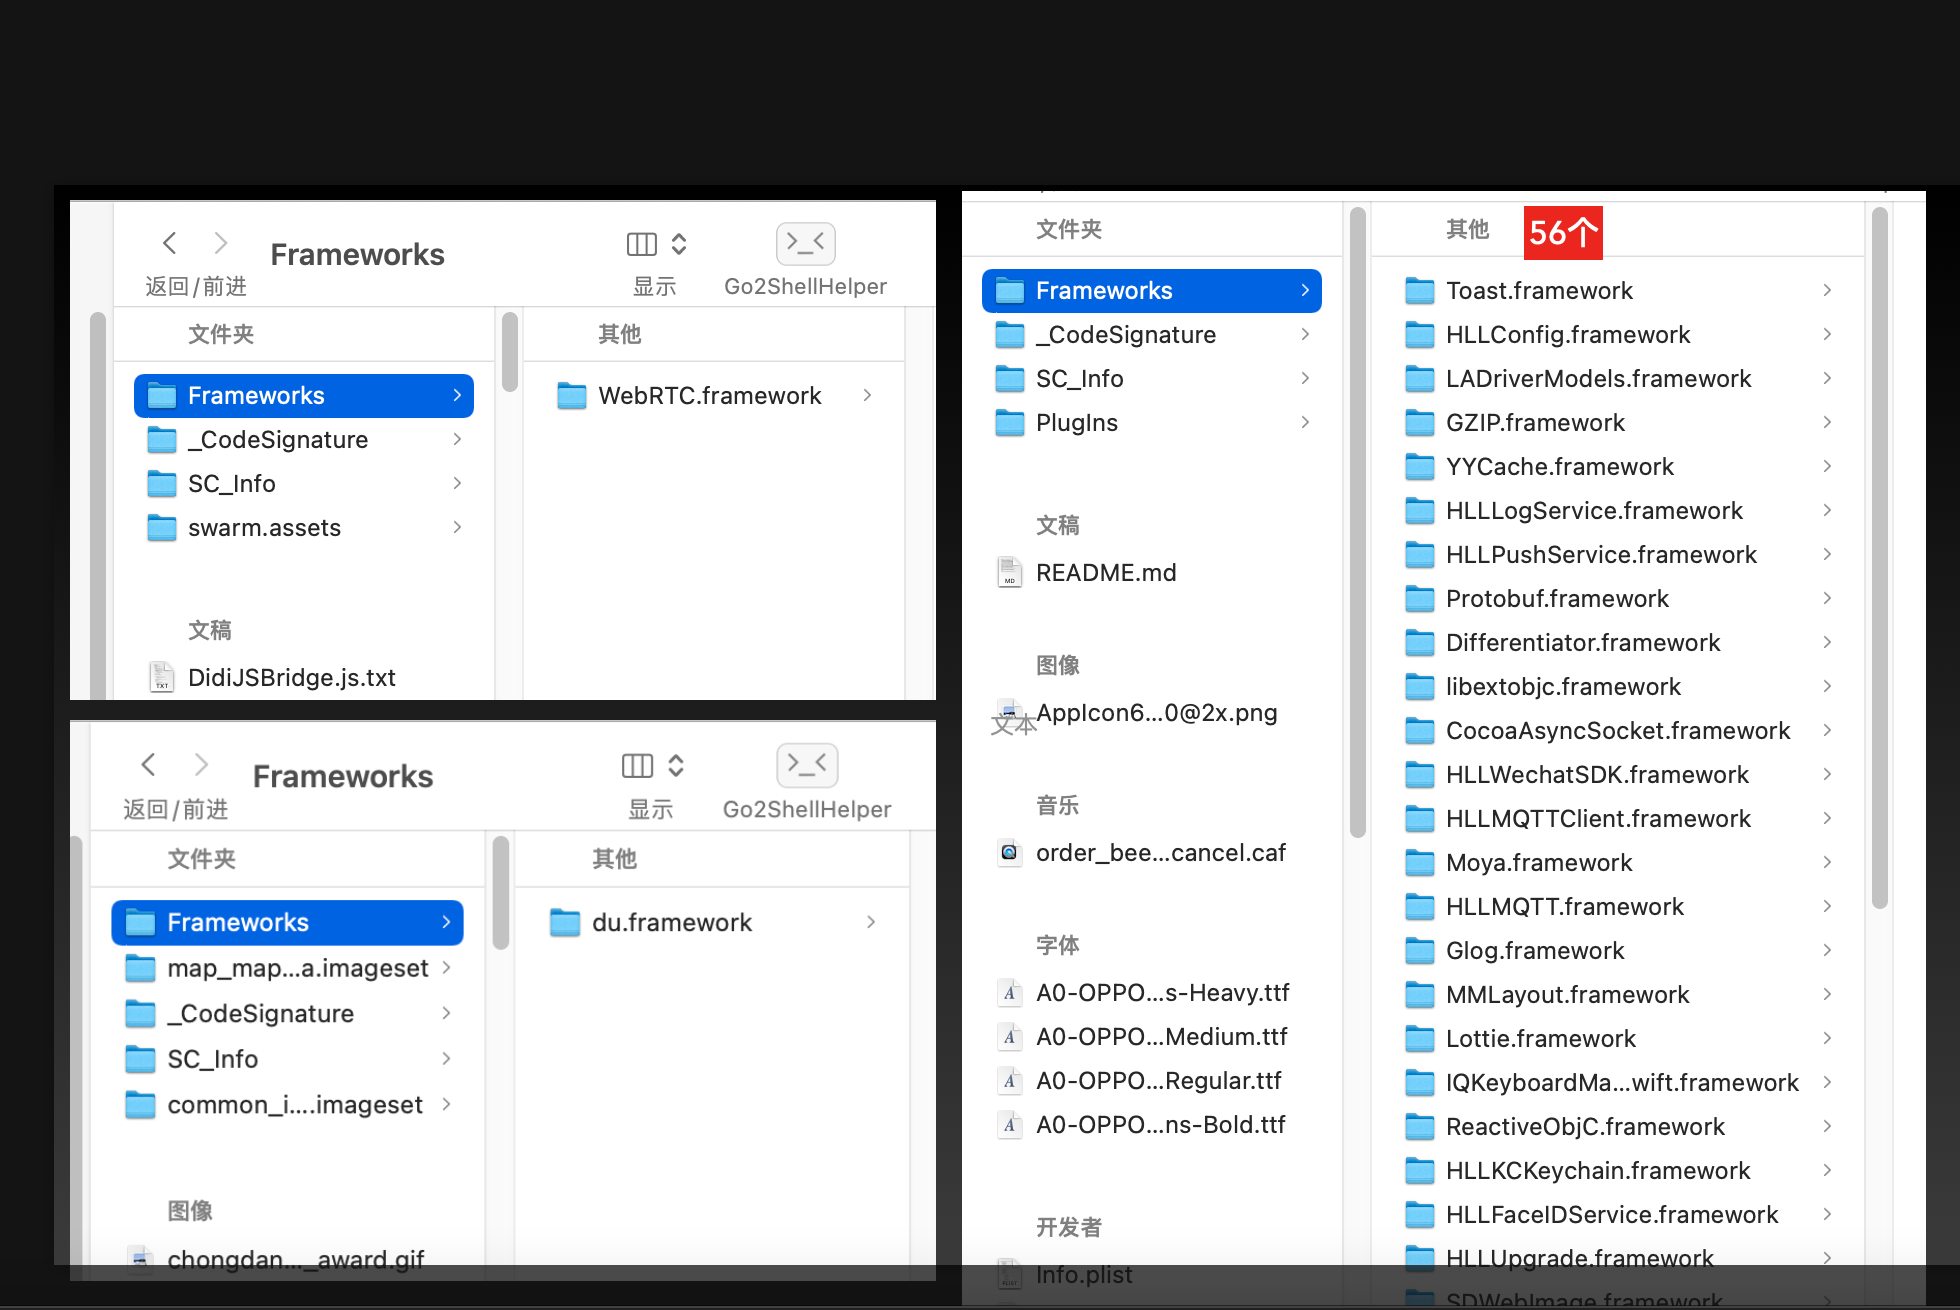 Frameworks
返回/前进
显示
Go2ShellHelper
文件夹
其他
Frameworks
WebRTC.framework
_CodeSignature
SC_Info
swarm.assets
文稿
DidiJSBridge.js.txt
Frameworks
返回/前进
显示
Go2ShellHelper
文件夹
其他
Frameworks
du.framework
map_map...a.imageset
_CodeSignature
SC_Info
common_i....imageset
图像
chongdan..._award.gif
文件夹
Frameworks
_CodeSignature
SC_Info
PlugIns
文稿
README.md
图像
AppIcon6...0@2x.png
文本
音乐
order_bee...cancel.caf
字体
A0-OPPO...s-Heavy.ttf
A0-OPPO...Medium.ttf
A0-OPPO...Regular.ttf
A0-OPPO...ns-Bold.ttf
开发者
Info.plist
其他
56个
Toast.framework
HLLConfig.framework
LADriverModels.framework
GZIP.framework
YYCache.framework
HLLLogService.framework
HLLPushService.framework
Protobuf.framework
Differentiator.framework
libextobjc.framework
CocoaAsyncSocket.framework
HLLWechatSDK.framework
HLLMQTTClient.framework
Moya.framework
HLLMQTT.framework
Glog.framework
MMLayout.framework
Lottie.framework
IQKeyboardMa...wift.framework
ReactiveObjC.framework
HLLKCKeychain.framework
HLLFaceIDService.framework
HLLUpgrade.framework
SDWebImage.framework